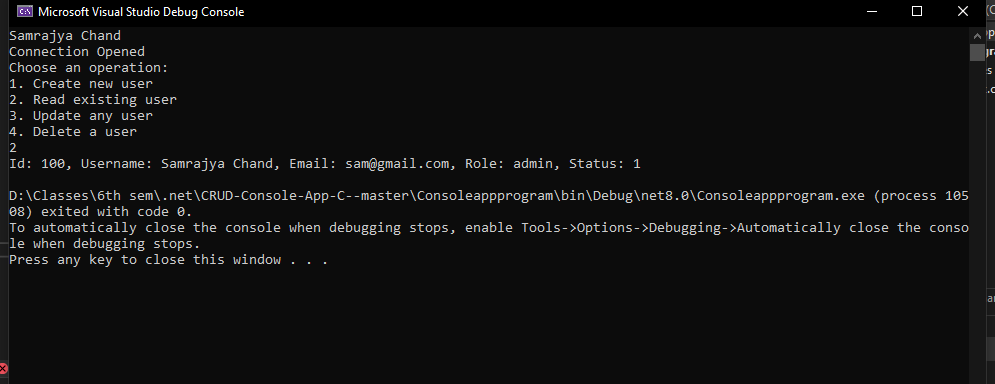 Microsoft Visual Studio Debug Console
Samrajya Chand
Connection Opened
Choose an operation:
1. Create new user
2. Read existing user
3. Update any user
4. Delete a user
2
Id: 100, Username: Samrajya Chand, Email: sam@gmail.com, Role: admin, Status: 1
D:\Classes\6th sem\.net\CRUD-Console-App-C--master\Consoleappprogram\bin\Debug\net8.0\Consoleappprogram.exe (process 105
08) exited with code 0.
To automatically close the console when debugging stops, enable Tools->Options->Debugging->Automatically close the conso
le when debugging stops.
Press any key to close this window . . .